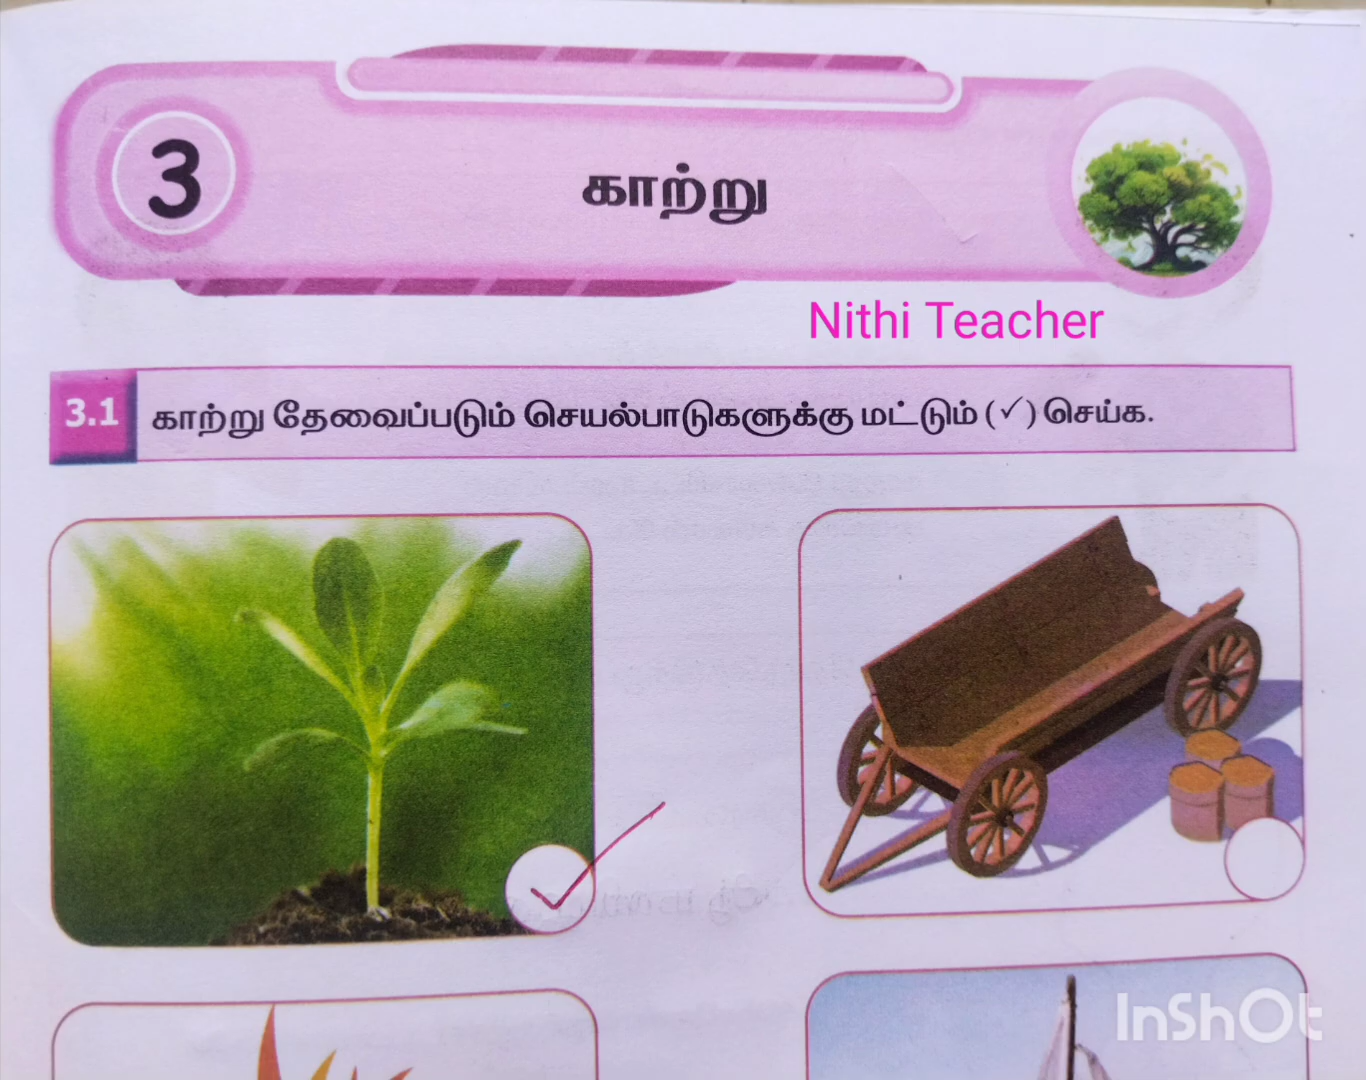 3
காற்று
Nithi Teacher
3.1 காற்று தேவைப்படும் செயல்பாடுகளுக்கு மட்டும் (✓) செய்க.
InShOt